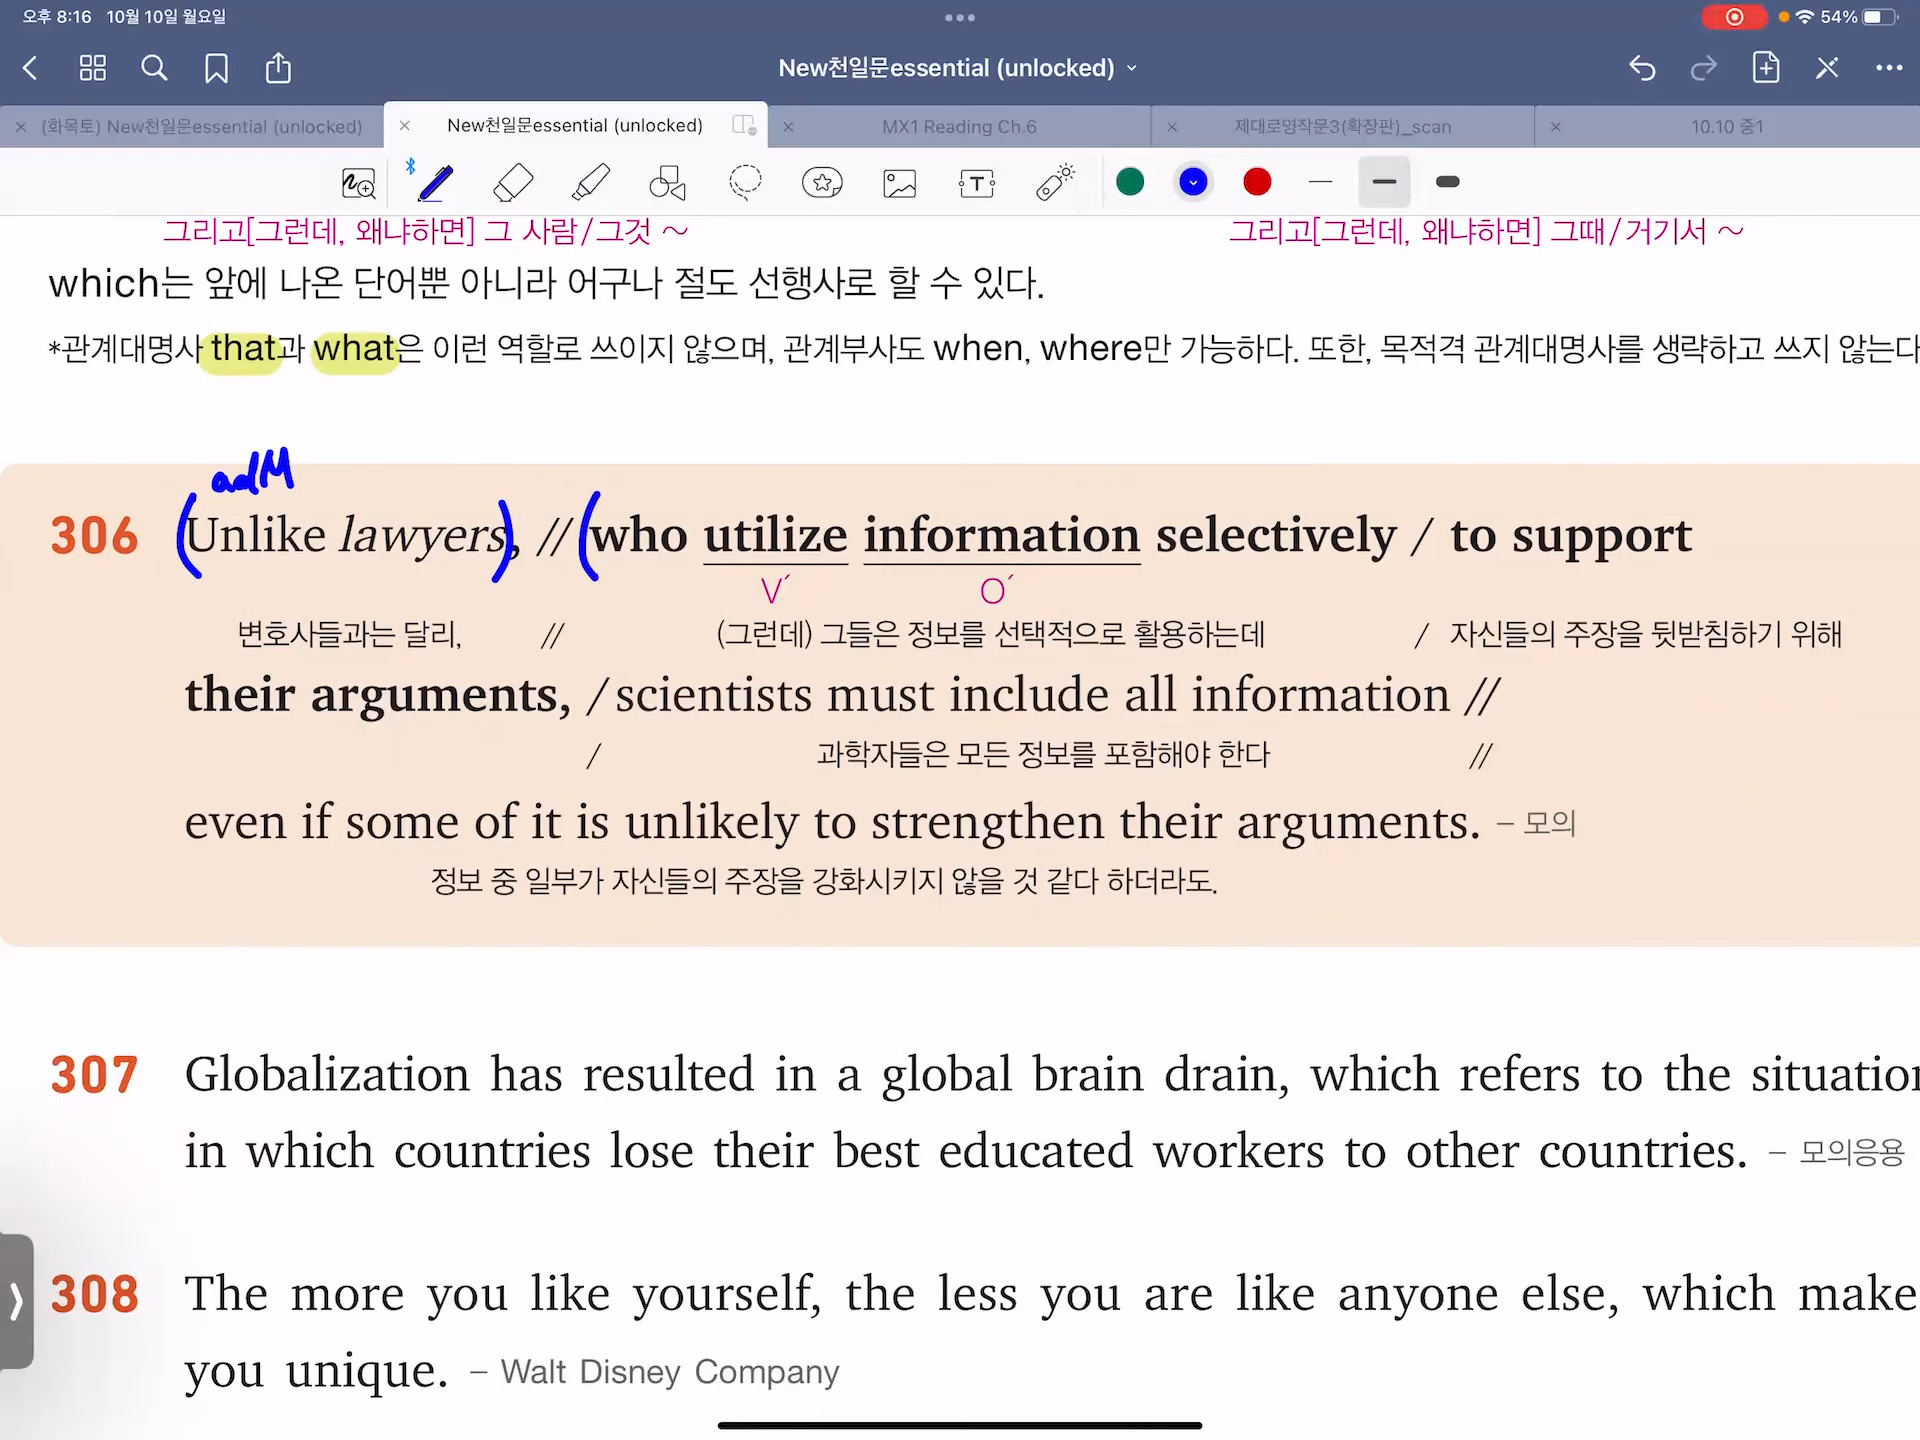 오후 8:16 10월 10일 월요일
54%
New천일문essential (unlocked)
(화목토) New천일문essential (unlocked)
New천일문essential (unlocked)
MX1 Reading Ch.6
제대로영작문3(확장판)_scan
10.10 중1
그리고[그런데, 왜냐하면] 그 사람/그것 ~
그리고[그런데, 왜냐하면] 그때/거기서 ~
which는 앞에 나온 단어뿐 아니라 어구나 절도 선행사로 할 수 있다.
*관계대명사 that과 what은 이런 역할로 쓰이지 않으며, 관계부사도 when, where만 가능하다. 또한, 목적격 관계대명사를 생략하고 쓰지 않는다
adM
306 (Unlike lawyers), // (who utilize information selectively / to support
V′ O′
변호사들과는 달리, // (그런데) 그들은 정보를 선택적으로 활용하는데 / 자신들의 주장을 뒷받침하기 위해
their arguments, / scientists must include all information //
/ 과학자들은 모든 정보를 포함해야 한다 //
even if some of it is unlikely to strengthen their arguments. – 모의
정보 중 일부가 자신들의 주장을 강화시키지 않을 것 같다 하더라도.
307 Globalization has resulted in a global brain drain, which refers to the situation
in which countries lose their best educated workers to other countries. – 모의응용
308 The more you like yourself, the less you are like anyone else, which make
you unique. – Walt Disney Company